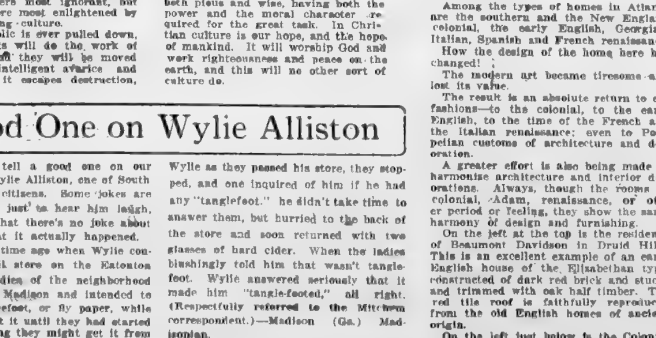 ere most ignorant, but
ere most enlightened by
ng culture.
blic is ever pulled down,
s will do the work of
they will be moved
intelligent avarice and
it escapes destruction,
both pious and wise, having both the
power and the moral character re-
quired for the great task. In Chris-
tian culture is our hope, and the hope
of mankind. It will worship God and
work righteousness and peace on the
earth, and this will no other sort of
culture do.
od One on Wylie Alliston
tell a good one on our
ylie Alliston, one of South
citizens. Some jokes are
just to hear him laugh,
hat there's no joke about
t it actually happened.
time ago when Wylie con-
store on the Eatonton
dies of the neighborhood
Madison and intended to
efoot, or fly paper, while
t it until they had started
ng they might get it from
Wylie as they passed his store, they stop-
ped, and one inquired of him if he had
any "tanglefoot." he didn't take time to
answer them, but hurried to the back of
the store and soon returned with two
glasses of hard cider. When the ladies
blushingly told him that wasn't tangle-
foot. Wylie answered seriously that it
made him "tangle-footed," all right.
(Respectfully referred to the Mitchem
correspondent.)—Madison (Ga.) Mad-
isonian.
Among the types of homes in Atlan
are the southern and the New Engla
colonial, the early English, Georgia
Italian, Spanish and French renaissan
How the design of the home here h
changed!
The modern art became tiresome a
lost its value.
The result is an absolute return to e
fashions—to the colonial, to the ear
English, to the time of the French a
the Italian renaissance; even to Po
peiian customs of architecture and d
oration.
A greater effort is also being made
harmonise architecture and interior d
orations. Always, though the rooms
colonial, Adam, renaissance, or ot
er period or feeling, they show the sa
harmony of design and furnishing.
On the left at the top is the residen
of Beaumont Davidson in Druid Hil
This is an excellent example of an ear
English house of the Elizabethan typ
constructed of dark red brick and stuc
and trimmed with oak half timber. T
red tile roof is faithfully reproduc
from the old English homes of ancie
origin.
On the left just below is the Colon